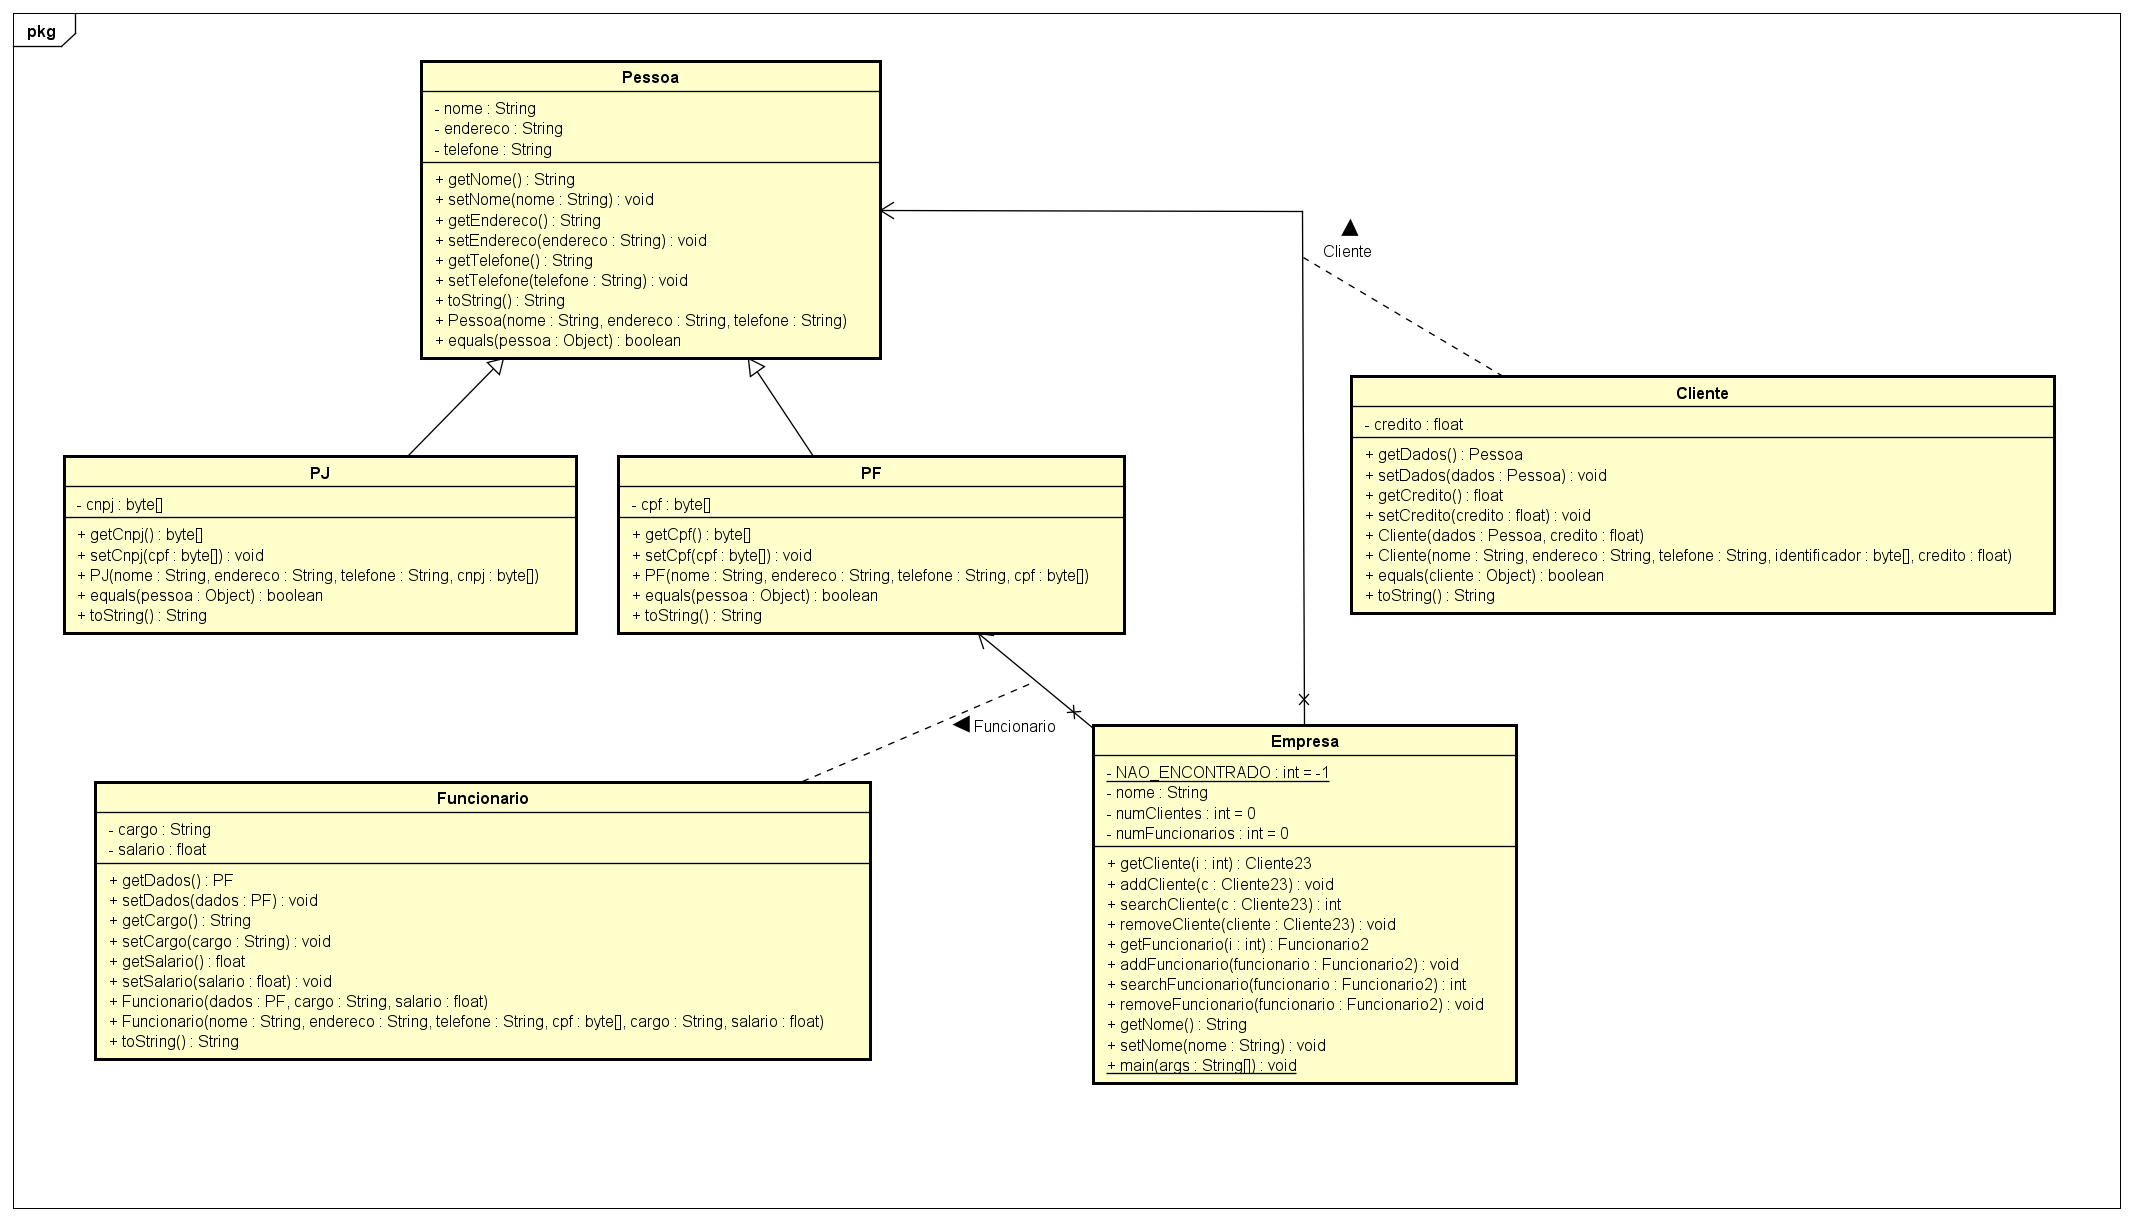 pkg
Pessoa
- nome : String
- endereco : String
- telefone : String
+ getNome() : String
+ setNome(nome : String) : void
+ getEndereco() : String
+ setEndereco(endereco : String) : void
+ getTelefone() : String
+ setTelefone(telefone : String) : void
+ toString() : String
+ Pessoa(nome : String, endereco : String, telefone : String)
+ equals(pessoa : Object) : boolean
Cliente
Cliente
- credito : float
+ getDados() : Pessoa
+ setDados(dados : Pessoa) : void
+ getCredito() : float
+ setCredito(credito : float) : void
+ Cliente(dados : Pessoa, credito : float)
+ Cliente(nome : String, endereco : String, telefone : String, identificador : byte[], credito : float)
+ equals(cliente : Object) : boolean
+ toString() : String
PJ
- cnpj : byte[]
+ getCnpj() : byte[]
+ setCnpj(cpf : byte[]) : void
+ PJ(nome : String, endereco : String, telefone : String, cnpj : byte[])
+ equals(pessoa : Object) : boolean
+ toString() : String
PF
- cpf : byte[]
+ getCpf() : byte[]
+ setCpf(cpf : byte[]) : void
+ PF(nome : String, endereco : String, telefone : String, cpf : byte[])
+ equals(pessoa : Object) : boolean
+ toString() : String
Funcionario
Funcionario
- cargo : String
- salario : float
+ getDados() : PF
+ setDados(dados : PF) : void
+ getCargo() : String
+ setCargo(cargo : String) : void
+ getSalario() : float
+ setSalario(salario : float) : void
+ Funcionario(dados : PF, cargo : String, salario : float)
+ Funcionario(nome : String, endereco : String, telefone : String, cpf : byte[], cargo : String, salario : float)
+ toString() : String
Empresa
- NAO_ENCONTRADO : int = -1
- nome : String
- numClientes : int = 0
- numFuncionarios : int = 0
+ getCliente(i : int) : Cliente23
+ addCliente(c : Cliente23) : void
+ searchCliente(c : Cliente23) : int
+ removeCliente(cliente : Cliente23) : void
+ getFuncionario(i : int) : Funcionario2
+ addFuncionario(funcionario : Funcionario2) : void
+ searchFuncionario(funcionario : Funcionario2) : int
+ removeFuncionario(funcionario : Funcionario2) : void
+ getNome() : String
+ setNome(nome : String) : void
+ main(args : String[]) : void